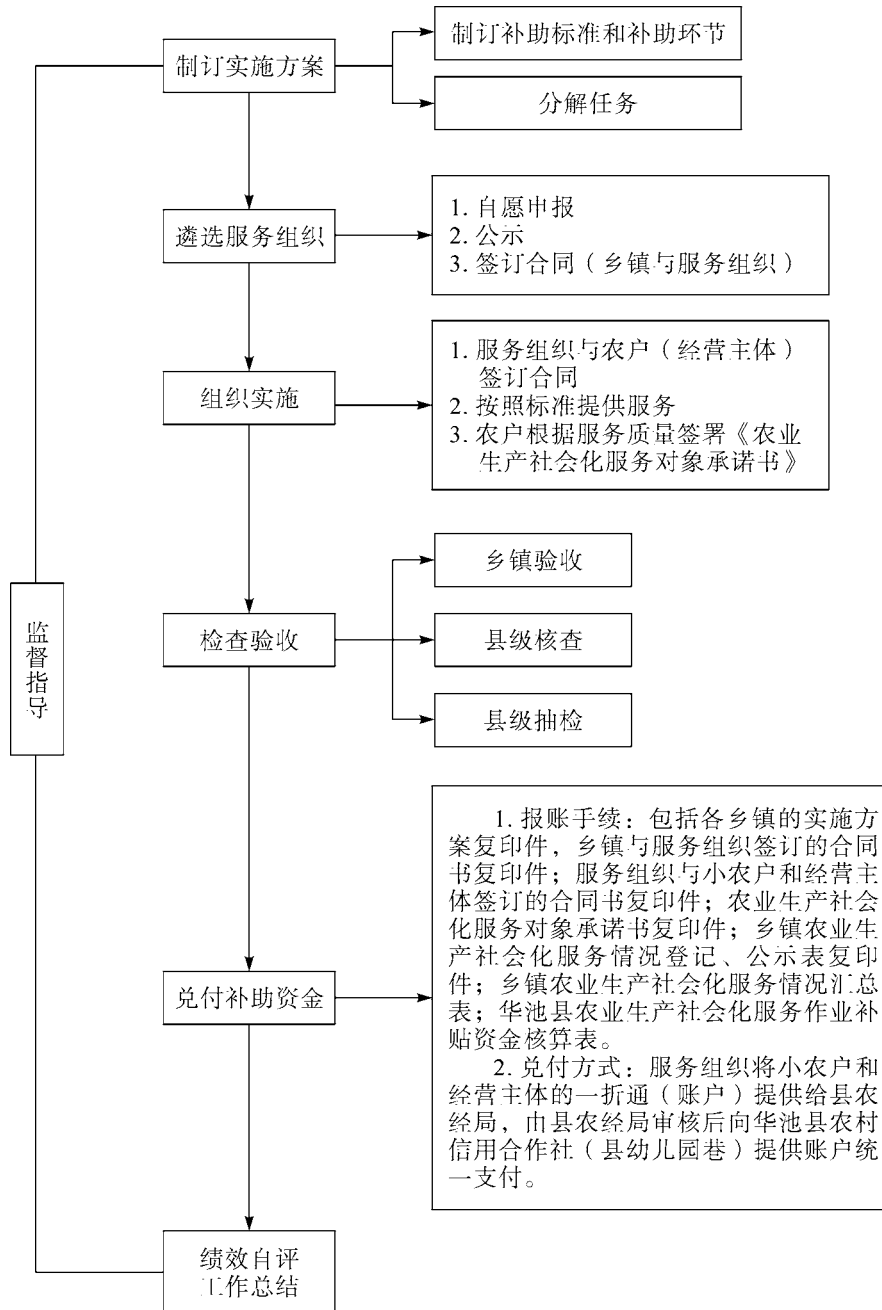 制订实施方案
制订补助标准和补助环节
分解任务
遴选服务组织
1. 自愿申报
2. 公示
3. 签订合同（乡镇与服务组织）
组织实施
1. 服务组织与农户（经营主体）
签订合同
2. 按照标准提供服务
3. 农户根据服务质量签署《农业
生产社会化服务对象承诺书》
监督指导
检查验收
乡镇验收
县级核查
县级抽检
兑付补助资金
1. 报账手续：包括各乡镇的实施方
案复印件，乡镇与服务组织签订的合同
书复印件；服务组织与小农户和经营主
体签订的合同书复印件；农业生产社会
化服务对象承诺书复印件；乡镇农业生
产社会化服务情况登记、公示表复印
件；乡镇农业生产社会化服务情况汇总
表；华池县农业生产社会化服务作业补
贴资金核算表。
2. 兑付方式：服务组织将小农户和
经营主体的一折通（账户）提供给县农
经局，由县农经局审核后向华池县农村
信用合作社（县幼儿园巷）提供账户统
一支付。
绩效自评
工作总结